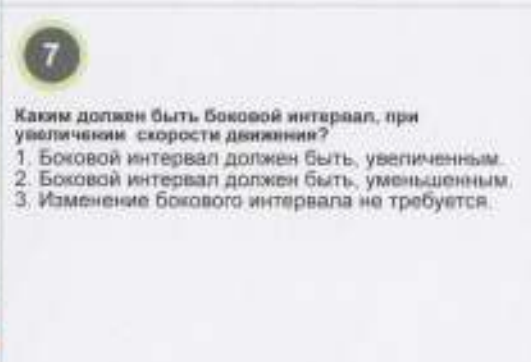 7
Каким должен быть боковой интервал, при
увеличении скорости движения?
1. Боковой интервал должен быть, увеличенным.
2. Боковой интервал должен быть, уменьшенным.
3. Изменение бокового интервала не требуется.